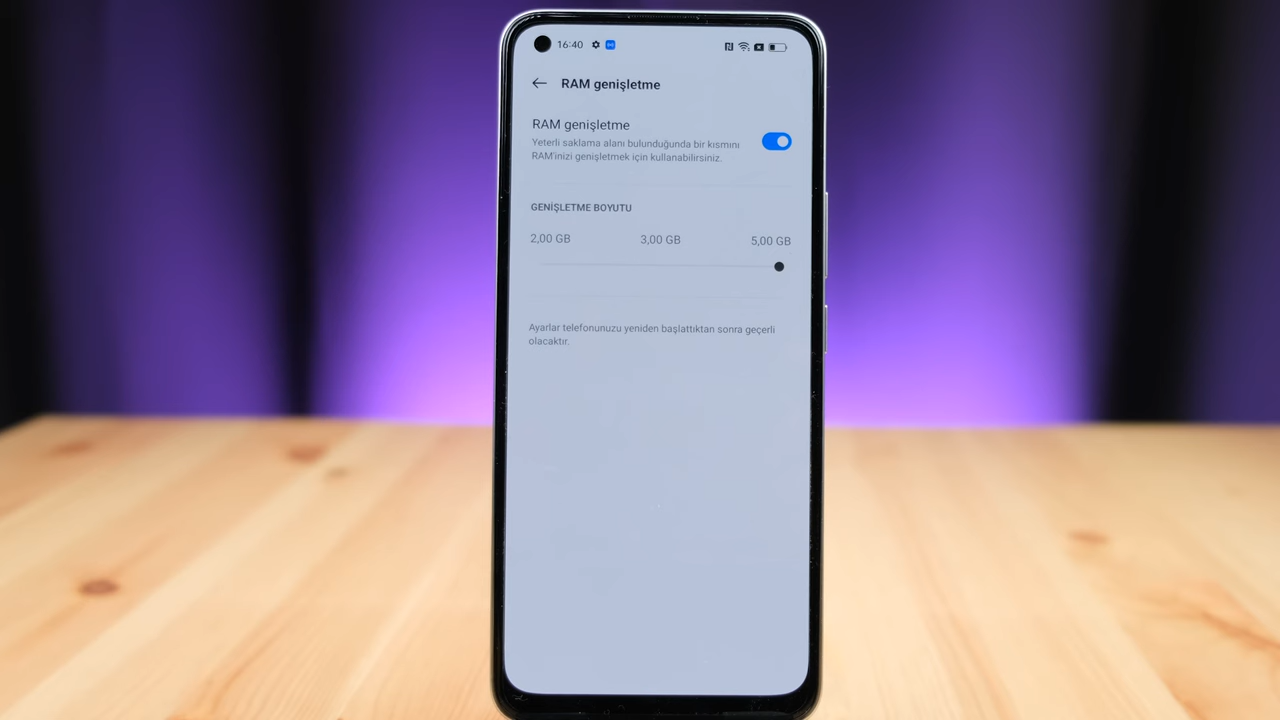 16:40
RAM genişletme
RAM genişletme
Yeterli saklama alanı bulunduğunda bir kısmını
RAM'inizi genişletmek için kullanabilirsiniz.
GENİŞLETME BOYUTU
2,00 GB 3,00 GB 5,00 GB
Ayarlar telefonunuzu yeniden başlattıktan sonra geçerli
olacaktır.